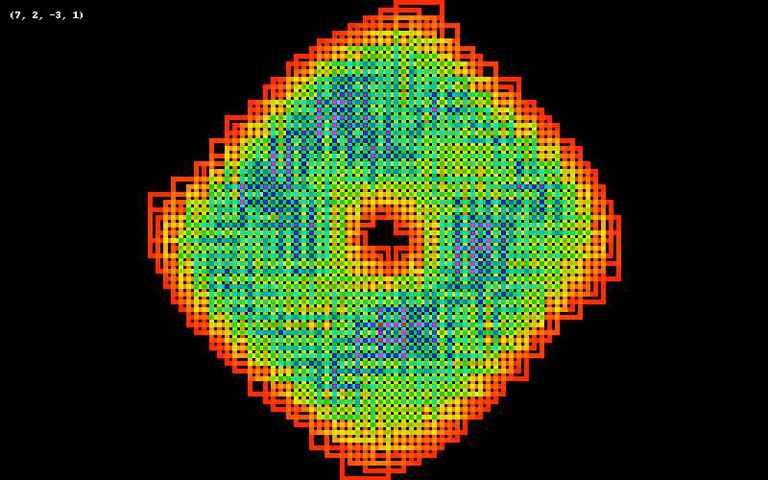 (7, 2, -3, 1)